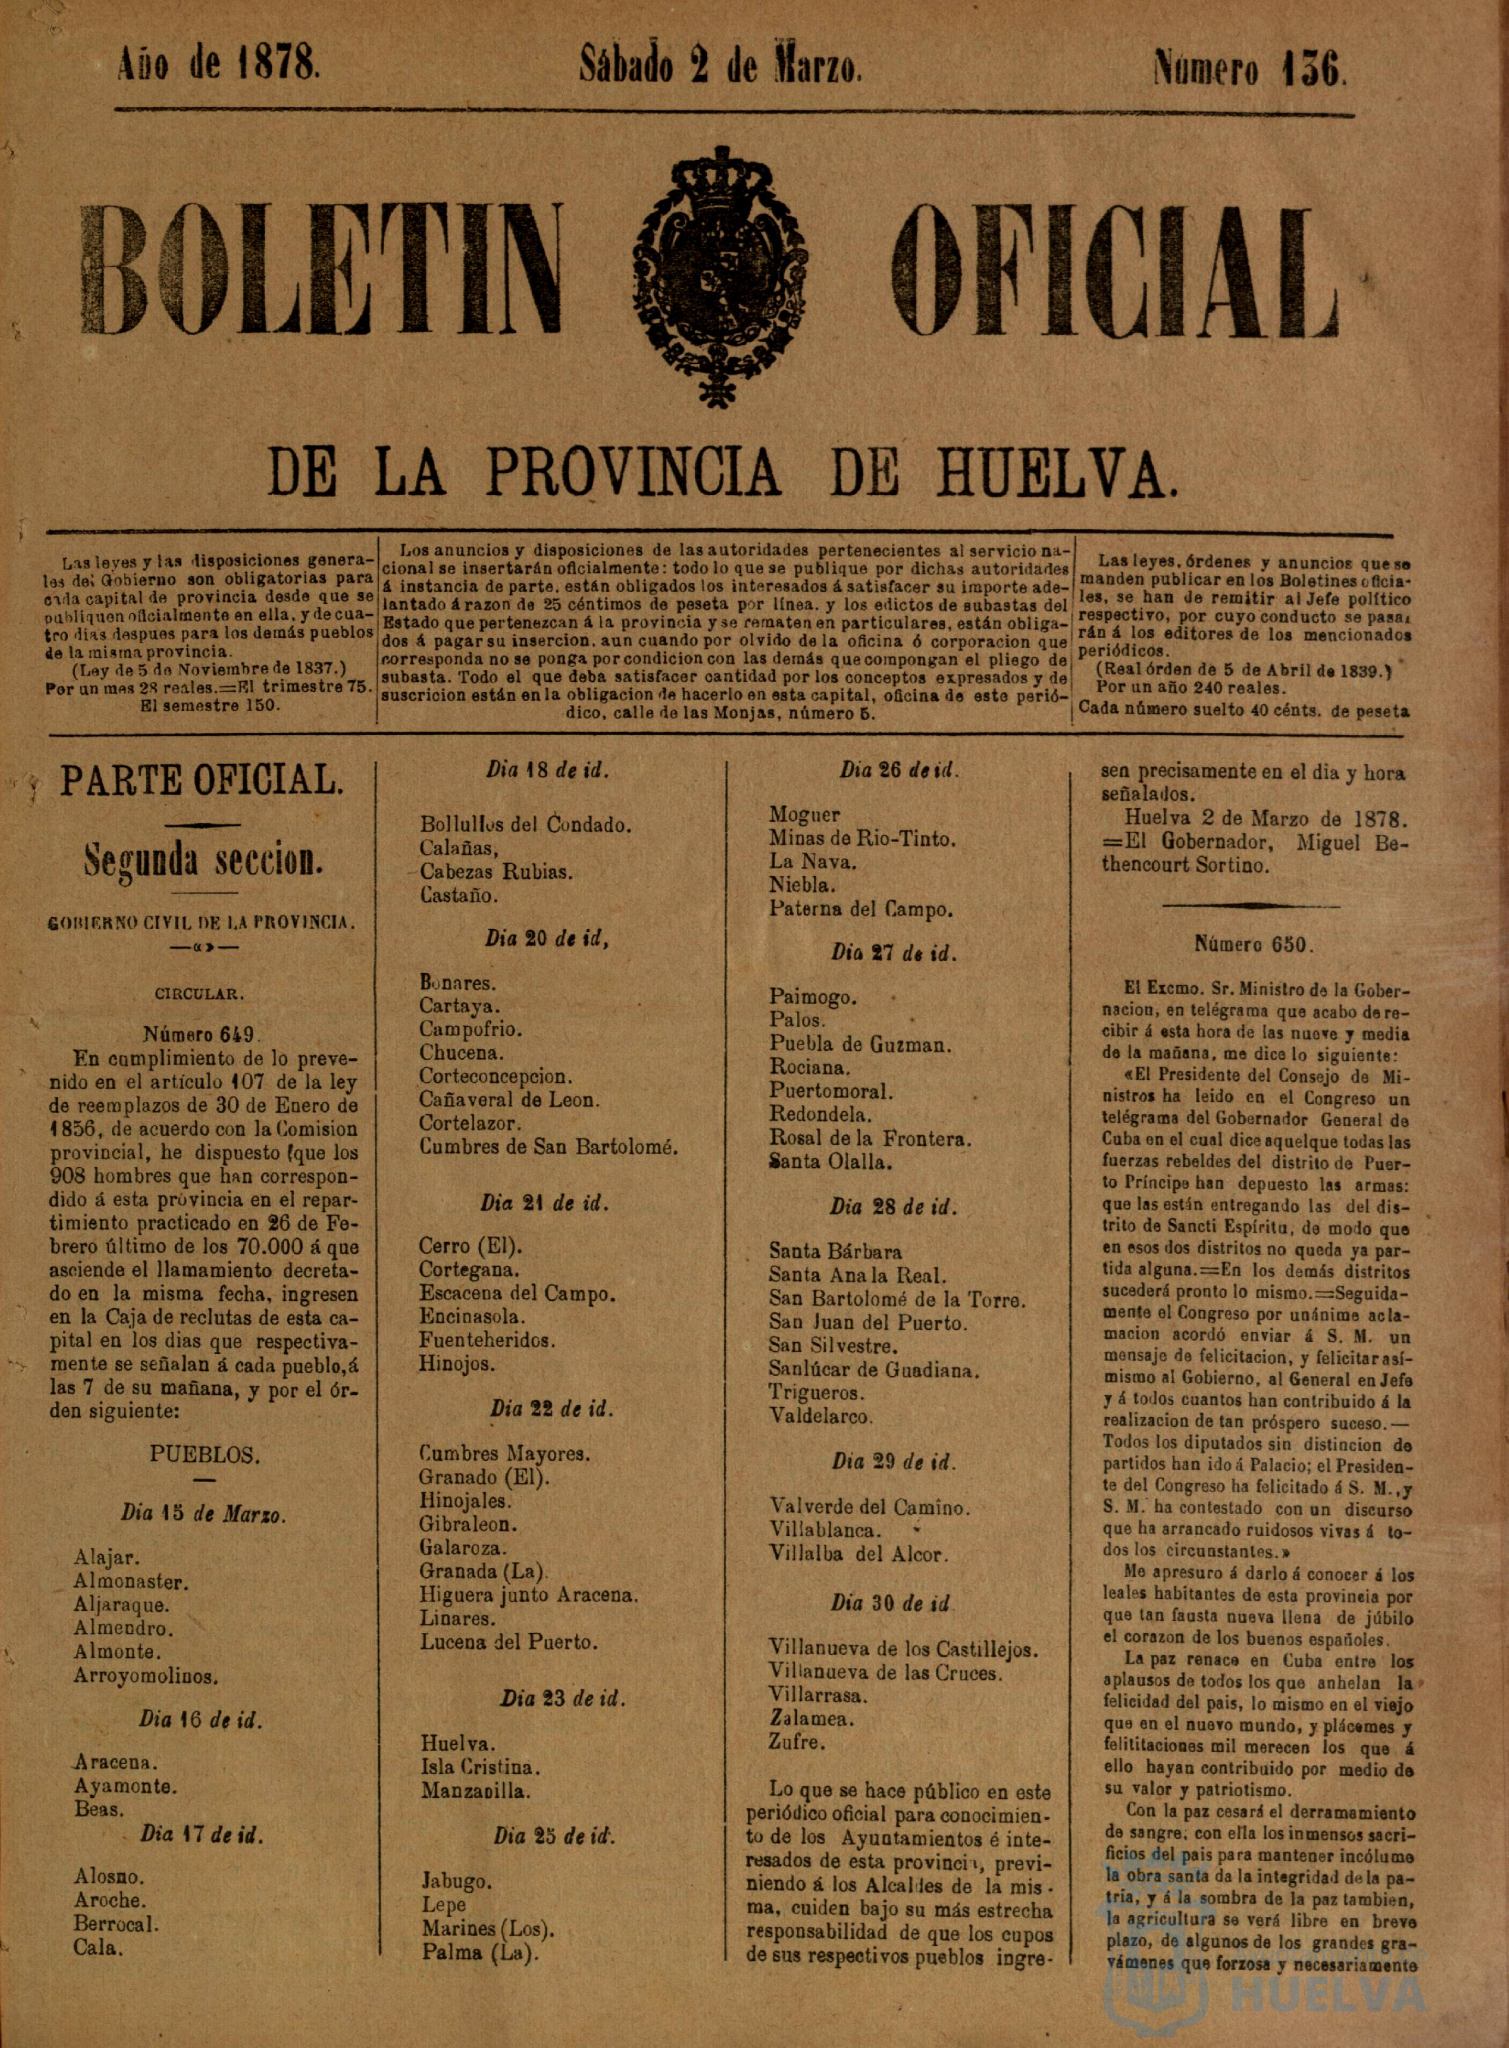 Año de 1878.
Sábado 2 de Marzo.
Número 136.
BOLETIN OFICIAL
DE LA PROVINCIA DE HUELVA.
Las leyes y las disposiciones genera-
les del Gobierno son obligatorias para
cada capital de provincia desde que se
publiquen oficialmente en ella, y de cua-
tro dias despues para los demás pueblos
de la misma provincia.
(Ley de 5 de Noviembre de 1837.)
Por un mes 28 reales.=El trimestre 75.
El semestre 150.
Los anuncios y disposiciones de las autoridades pertenecientes al servicio na-
cional se insertarán oficialmente: todo lo que se publique por dichas autoridades
á instancia de parte, están obligados los interesados á satisfacer su importe ade-
lantado á razon de 25 céntimos de peseta por línea, y los edictos de subastas del
Estado que pertenezcan á la provincia y se rematen en particulares, están obliga-
dos á pagar su insercion, aun cuando por olvido de la oficina ó corporacion que
corresponda no se ponga por condicion con las demás que compongan el pliego de
subasta. Todo el que deba satisfacer cantidad por los conceptos expresados y de
suscricion están en la obligacion de hacerlo en esta capital, oficina de este perió-
dico, calle de las Monjas, número 5.
Las leyes, órdenes y anuncios que se
manden publicar en los Boletines oficia-
les, se han de remitir al Jefe político
respectivo, por cuyo conducto se pasa-
rán á los editores de los mencionados
periódicos.
(Real órden de 5 de Abril de 1839.)
Por un año 240 reales.
Cada número suelto 40 cénts. de peseta
PARTE OFICIAL.
Segunda seccion.
GOBIERNO CIVIL DE LA PROVINCIA.
CIRCULAR.
Número 649.
En cumplimiento de lo preve-
nido en el artículo 107 de la ley
de reemplazos de 30 de Enero de
1856, de acuerdo con la Comision
provincial, he dispuesto que los
908 hombres que han correspon-
dido á esta provincia en el repar-
timiento practicado en 26 de Fe-
brero último de los 70.000 á que
asciende el llamamiento decreta-
do en la misma fecha, ingresen
en la Caja de reclutas de esta ca-
pital en los dias que respectiva-
mente se señalan á cada pueblo, á
las 7 de su mañana, y por el ór-
den siguiente:
PUEBLOS.
Dia 15 de Marzo.
Alajar.
Almonaster.
Aljaraque.
Almendro.
Almonte.
Arroyomolinos.
Dia 16 de id.
Aracena.
Ayamonte.
Beas.
Dia 17 de id.
Alosno.
Aroche.
Berrocal.
Cala.
Dia 18 de id.
Bollullos del Condado.
Calañas,
Cabezas Rubias.
Castaño.
Dia 20 de id,
Bonares.
Cartaya.
Campofrio.
Chucena.
Corteconcepcion.
Cañaveral de Leon.
Cortelazor.
Cumbres de San Bartolomé.
Dia 21 de id.
Cerro (El).
Cortegana.
Escacena del Campo.
Encinasola.
Fuenteheridos.
Hinojos.
Dia 22 de id.
Cumbres Mayores.
Granado (El).
Hinojales.
Gibraleon.
Galaroza.
Granada (La).
Higuera junto Aracena.
Linares.
Lucena del Puerto.
Dia 23 de id.
Huelva.
Isla Cristina.
Manzanilla.
Dia 25 de id.
Jabugo.
Lepe
Marines (Los).
Palma (La).
Dia 26 de id.
Moguer
Minas de Rio-Tinto.
La Nava.
Niebla.
Paterna del Campo.
Dia 27 de id.
Paimogo.
Palos.
Puebla de Guzman.
Rociana.
Puertomoral.
Redondela.
Rosal de la Frontera.
Santa Olalla.
Dia 28 de id.
Santa Bárbara
Santa Ana la Real.
San Bartolomé de la Torre.
San Juan del Puerto.
San Silvestre.
Sanlúcar de Guadiana.
Trigueros.
Valdelarco.
Dia 29 de id.
Valverde del Camino.
Villablanca.
Villalba del Alcor.
Dia 30 de id
Villanueva de los Castillejos.
Villanueva de las Cruces.
Villarrasa.
Zalamea.
Zufre.
Lo que se hace público en este
periódico oficial para conocimien-
to de los Ayuntamientos é inte-
resados de esta provincia, previ-
niendo á los Alcaldes de la mis-
ma, cuiden bajo su más estrecha
responsabilidad de que los cupos
de sus respectivos pueblos ingre-
sen precisamente en el dia y hora
señalados.
Huelva 2 de Marzo de 1878.
=El Gobernador, Miguel Be-
thencourt Sortino.
Número 650.
El Excmo. Sr. Ministro de la Gober-
nacion, en telégrama que acabo de re-
cibir á esta hora de las nueve y media
de la mañana, me dice lo siguiente:
«El Presidente del Consejo de Mi-
nistros ha leido en el Congreso un
telégrama del Gobernador General de
Cuba en el cual dice aquel que todas las
fuerzas rebeldes del distrito de Puer-
to Príncipe han depuesto las armas:
que las están entregando las del dis-
trito de Sancti Espíritu, de modo que
en esos dos distritos no queda ya par-
tida alguna.=En los demás distritos
sucederá pronto lo mismo.=Seguida-
mente el Congreso por unánime acla-
macion acordó enviar á S. M. un
mensaje de felicitacion, y felicitar así-
mismo al Gobierno, al General en Jefe
y á todos cuantos han contribuido á la
realizacion de tan próspero suceso.—
Todos los diputados sin distincion de
partidos han ido á Palacio; el Presiden-
te del Congreso ha felicitado á S. M., y
S. M. ha contestado con un discurso
que ha arrancado ruidosos vivas á to-
dos los circunstantes.»
Me apresuro á darlo á conocer á los
leales habitantes de esta provincia por
que tan fausta nueva llena de júbilo
el corazon de los buenos españoles.
La paz renace en Cuba entre los
aplausos de todos los que anhelan la
felicidad del pais, lo mismo en el viejo
que en el nuevo mundo, y plácemes y
felititaciones mil merecen los que á
ello hayan contribuido por medio de
su valor y patriotismo.
Con la paz cesará el derramamiento
de sangre; con ella los inmensos sacri-
ficios del pais para mantener incólume
la obra santa da la integridad de la pa-
tria, y á la sombra de la paz tambien,
la agricultura se verá libre en breve
plazo, de algunos de los grandes gra-
vámenes que forzosa y necesariamente
HUELVA